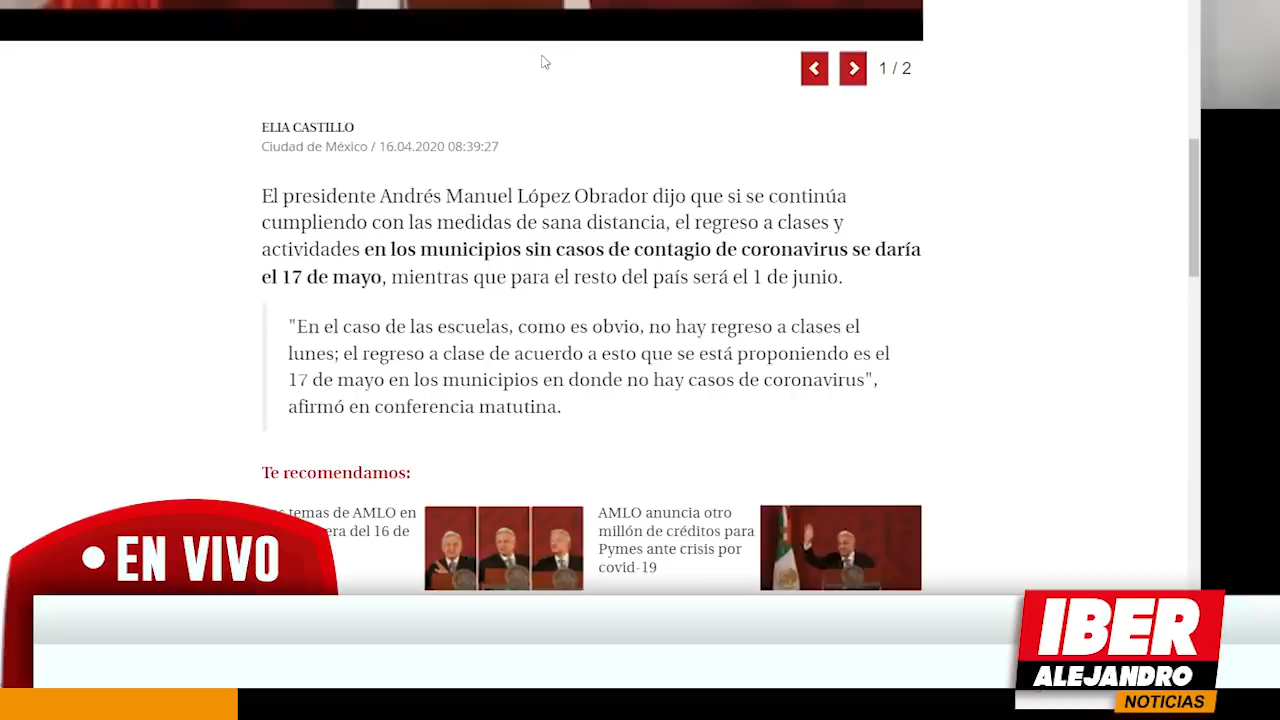 1 / 2
ELIA CASTILLO
Ciudad de México / 16.04.2020 08:39:27
El presidente Andrés Manuel López Obrador dijo que si se continúa
cumpliendo con las medidas de sana distancia, el regreso a clases y
actividades en los municipios sin casos de contagio de coronavirus se daría
el 17 de mayo, mientras que para el resto del país será el 1 de junio.
"En el caso de las escuelas, como es obvio, no hay regreso a clases el
lunes; el regreso a clase de acuerdo a esto que se está proponiendo es el
17 de mayo en los municipios en donde no hay casos de coronavirus",
afirmó en conferencia matutina.
Te recomendamos:
temas de AMLO en
del 16 de
AMLO anuncia otro
millón de créditos para
Pymes ante crisis por
covid-19
EN VIVO
IBER
ALEJANDRO
NOTICIAS